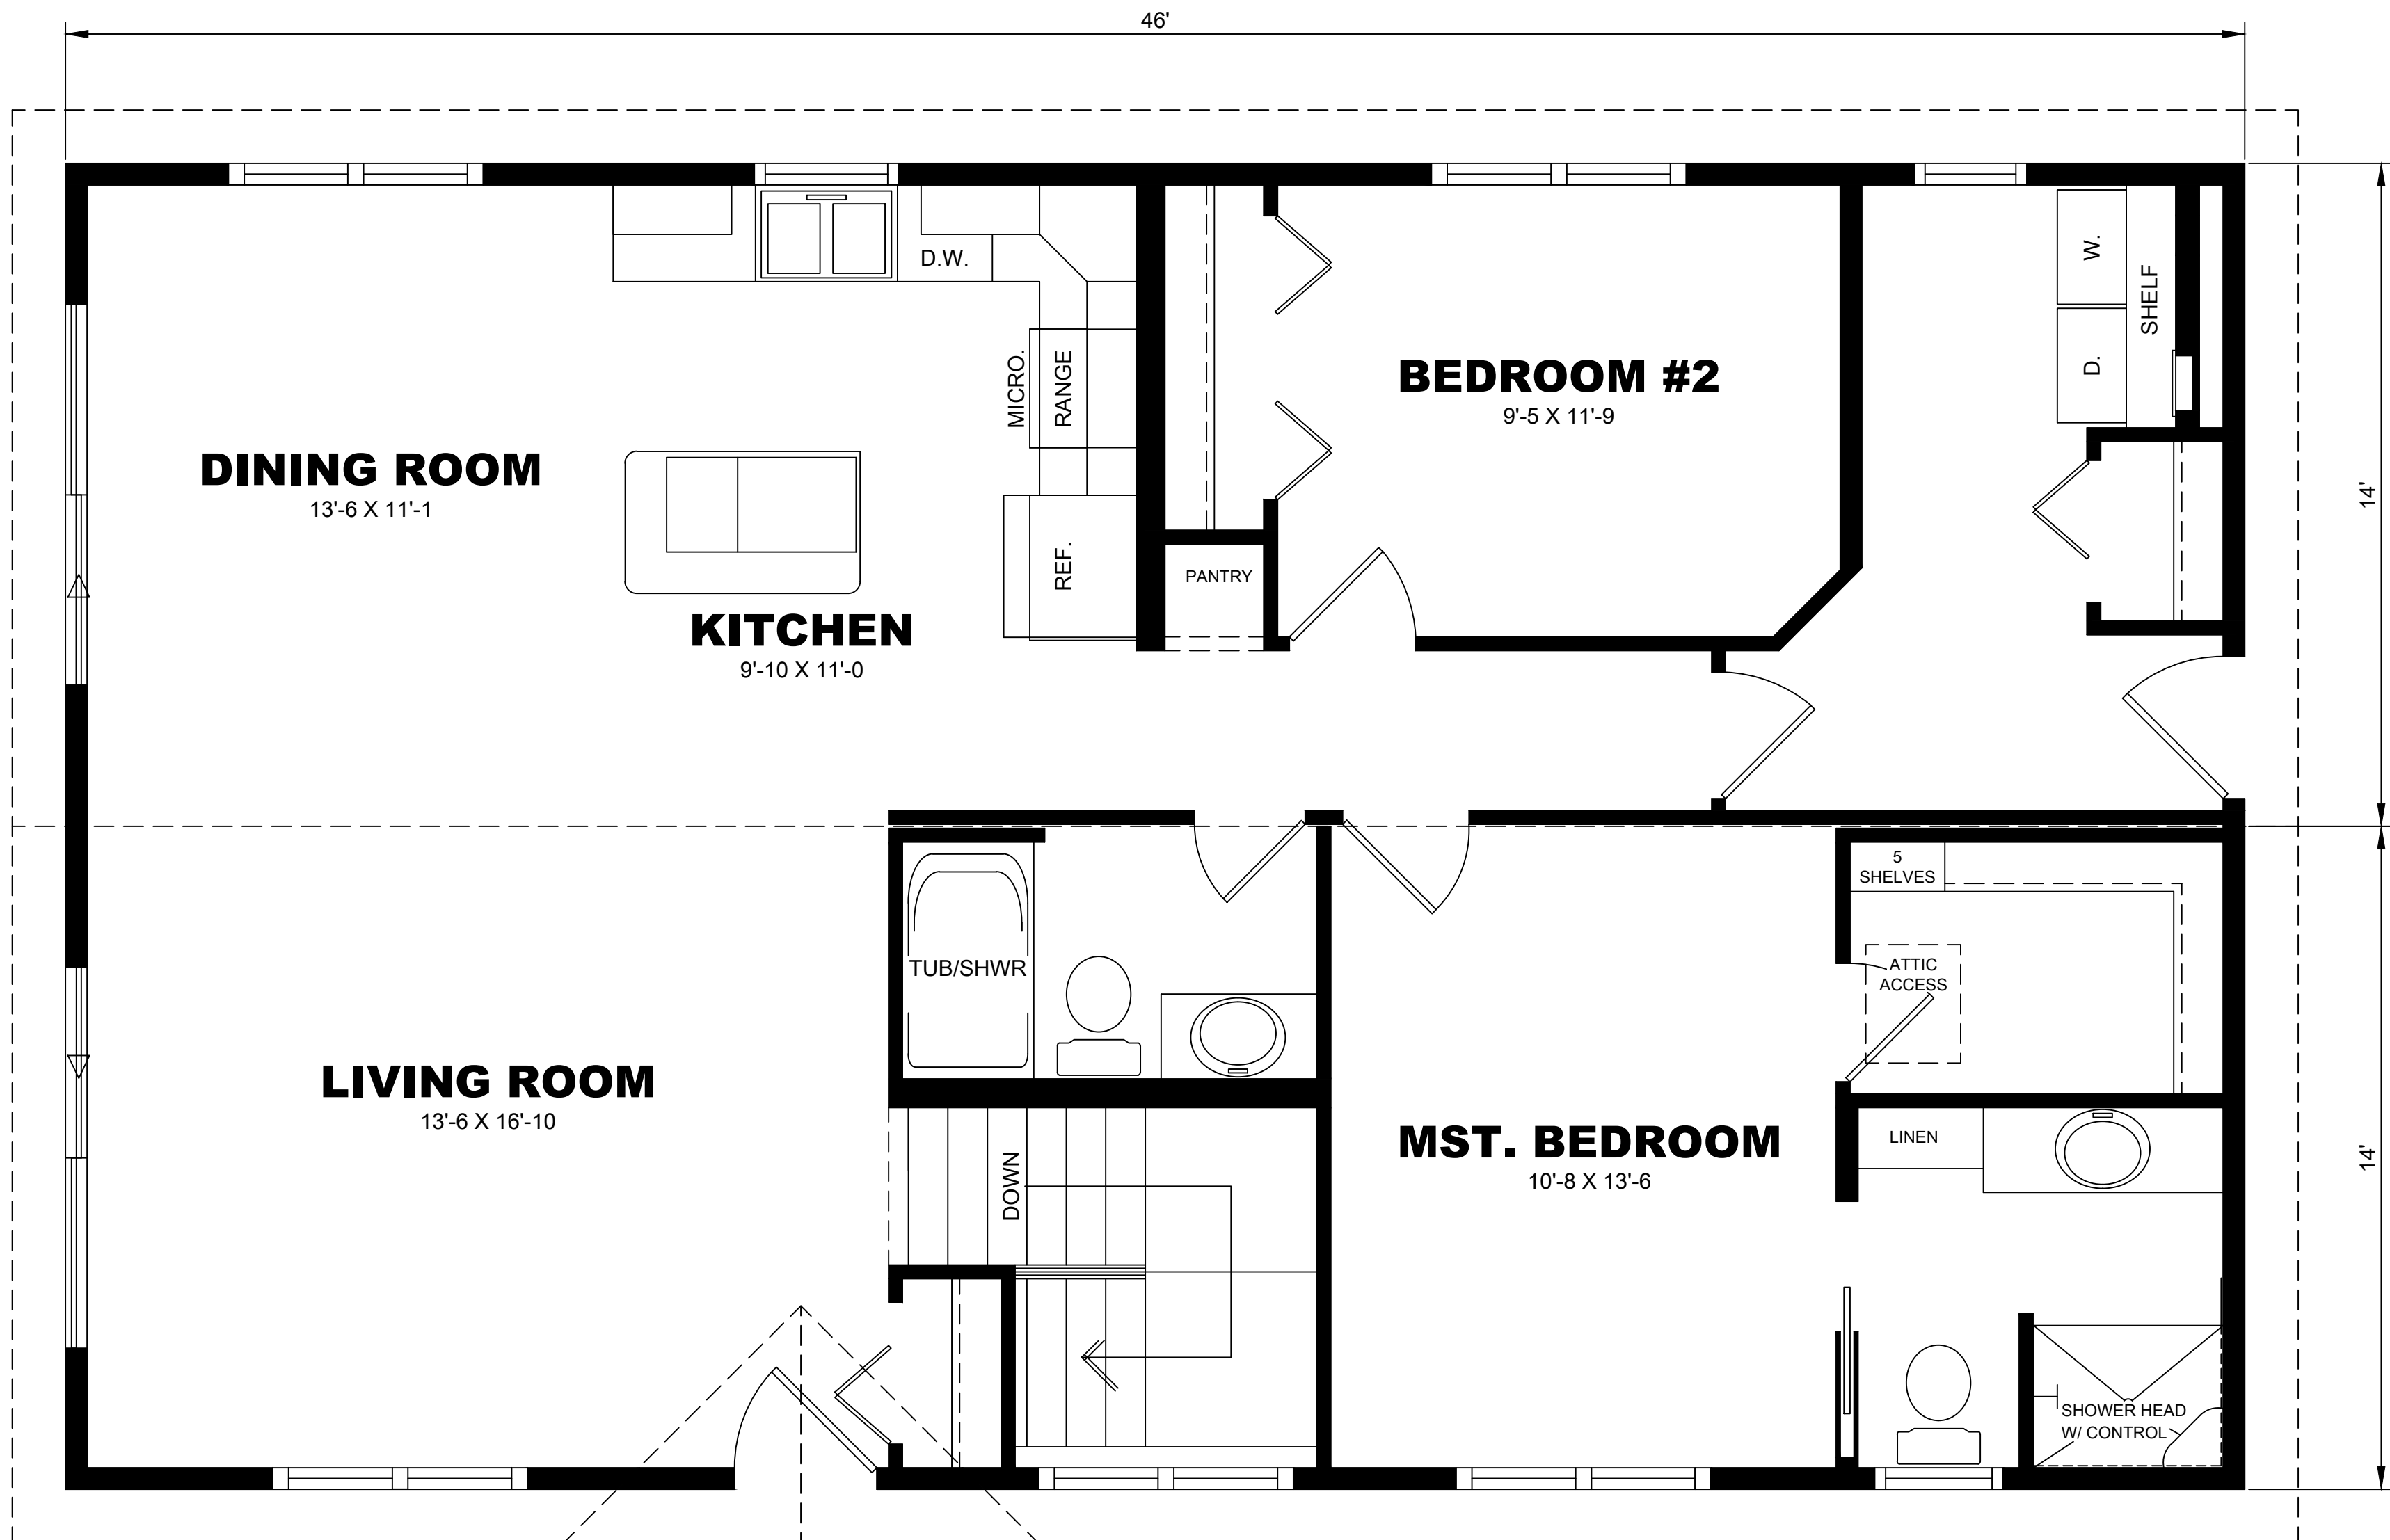 46'
D.W.
W.
SHELF
D.
MICRO.
RANGE
BEDROOM #2
9'-5 X 11'-9
DINING ROOM
13'-6 X 11'-1
14'
REF.
PANTRY
KITCHEN
9'-10 X 11'-0
5
SHELVES
TUB/SHWR
ATTIC
ACCESS
LIVING ROOM
13'-6 X 16'-10
MST. BEDROOM
10'-8 X 13'-6
LINEN
14'
DOWN
SHOWER HEAD
W/ CONTROL